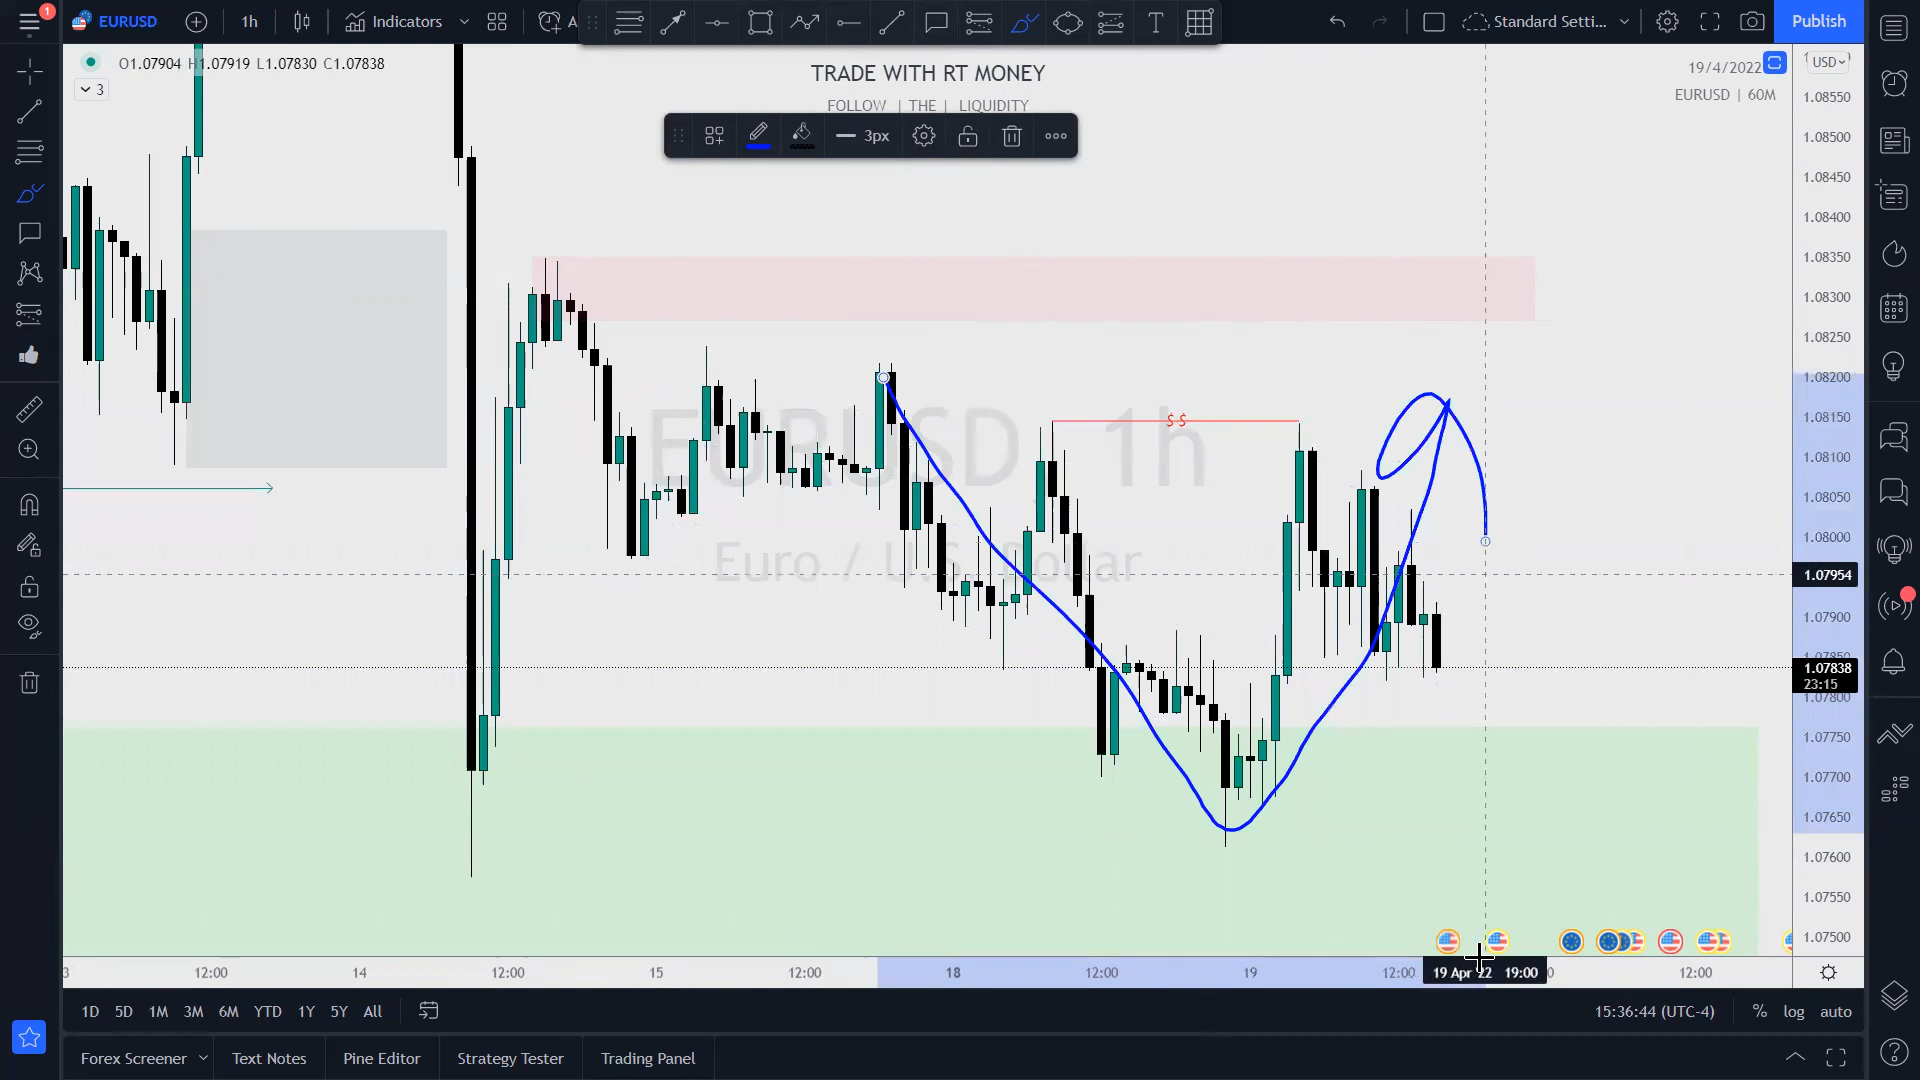 1
EURUSD
1h
Indicators
A
Standard Setti...
Publish
O1.07904 H1.07919 L1.07830 C1.07838
3
TRADE WITH RT MONEY
FOLLOW | THE | LIQUIDITY
3px
19/4/2022
EURUSD | 60M
USD
1.08550
1.08500
1.08450
1.08400
1.08350
1.08300
1.08250
1.08200
1.08150
1.08100
1.08050
1.08000
1.07954
1.07900
1.07850
1.07838
23:15
1.07800
1.07750
1.07700
1.07650
1.07600
1.07550
1.07500
EURUSD, 1h
Euro / U.S. Dollar
$ $
3
12:00
14
12:00
15
12:00
18
12:00
19
12:00
19 Apr '22 19:00
12:00
1D
5D
1M
3M
6M
YTD
1Y
5Y
All
15:36:44 (UTC-4)
%
log
auto
Forex Screener
Text Notes
Pine Editor
Strategy Tester
Trading Panel